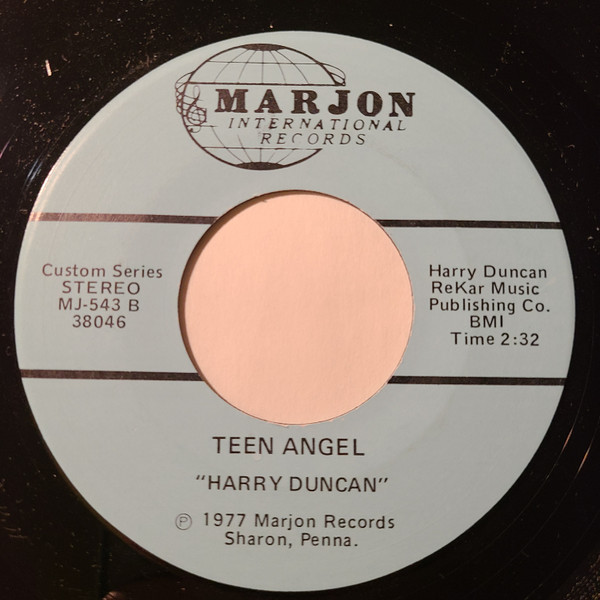 MARJON
INTERNATIONAL
RECORDS
Custom Series
STEREO
MJ-543 B
38046
Harry Duncan
ReKar Music
Publishing Co.
BMI
Time 2:32
TEEN ANGEL
"HARRY DUNCAN"
℗ 1977 Marjon Records
Sharon, Penna.